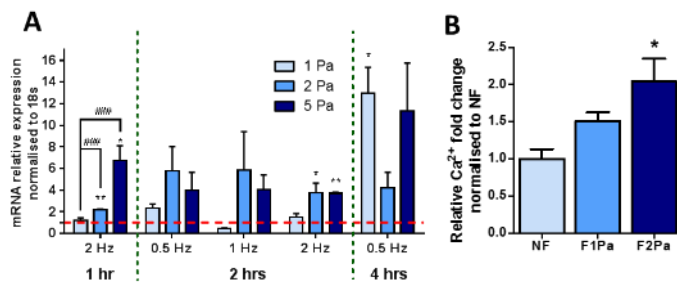 A
mRNA relative expression
normalised to 18s
16
14
12
10
8
6
4
2
0
1 Pa
2 Pa
5 Pa
###
###
*
**
*
**
*
2 Hz
0.5 Hz
1 Hz
2 Hz
0.5 Hz
1 hr
2 hrs
4 hrs
B
Relative Ca²⁺ fold change
normalised to NF
2.5
2.0
1.5
1.0
0.5
0.0
*
NF
F1Pa
F2Pa